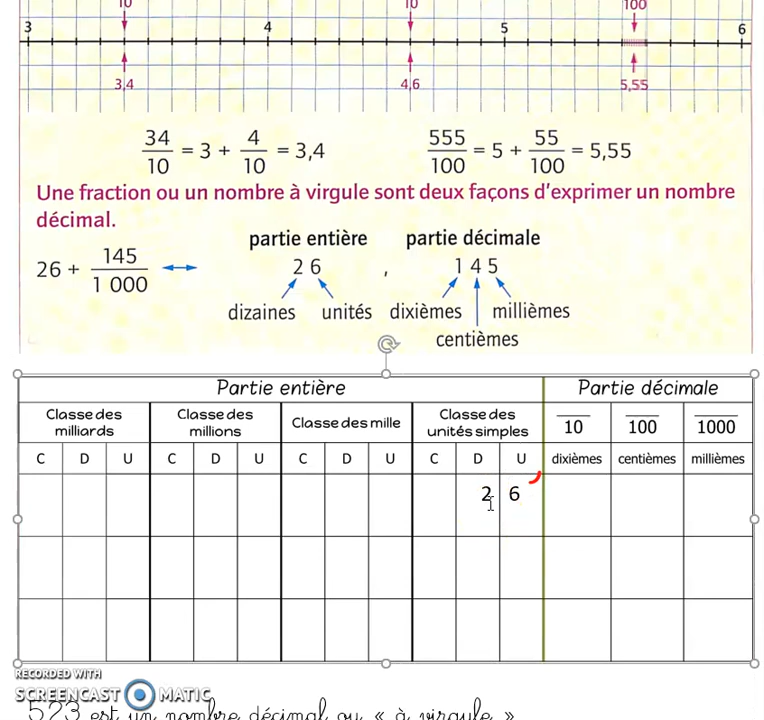 10 10 100
3 4 5 6
3,4 4,6 5,55
34/10 = 3 + 4/10 = 3,4 555/100 = 5 + 55/100 = 5,55
Une fraction ou un nombre à virgule sont deux façons d'exprimer un nombre
décimal.
partie entière partie décimale
26 + 145/1 000 ↔ 2 6 , 1 4 5
dizaines unités dixièmes millièmes
centièmes
Partie entière Partie décimale
Classe des milliards Classe des millions Classe des mille Classe des unités simples 10 100 1000
C D U C D U C D U C D U dixièmes centièmes millièmes
2 6 ,
RECORDED WITH
SCREENCAST MATIC
523 est un nombre décimal ou « à virgule »